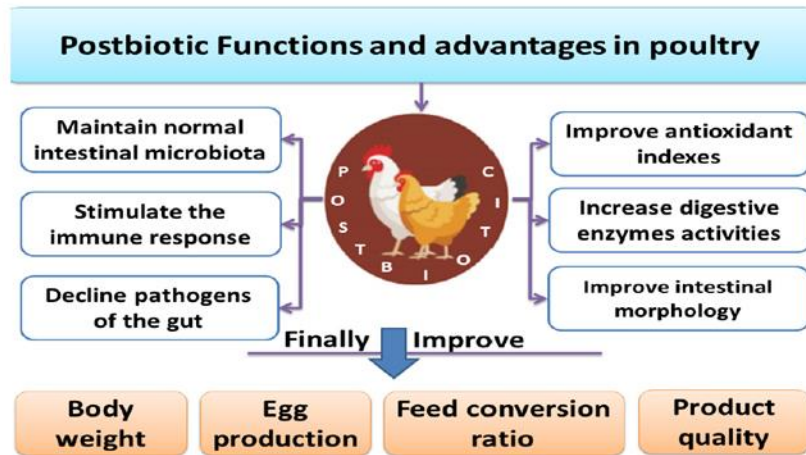 Postbiotic Functions and advantages in poultry
Maintain normal
intestinal microbiota
Stimulate the
immune response
Decline pathogens
of the gut
POSTBIOTIC
Improve antioxidant
indexes
Increase digestive
enzymes activities
Improve intestinal
morphology
Finally Improve
Body
weight
Egg
production
Feed conversion
ratio
Product
quality